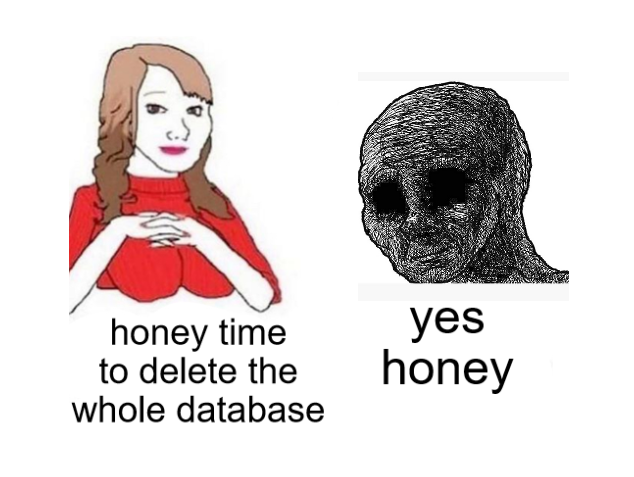 honey time
to delete the
whole database
yes
honey